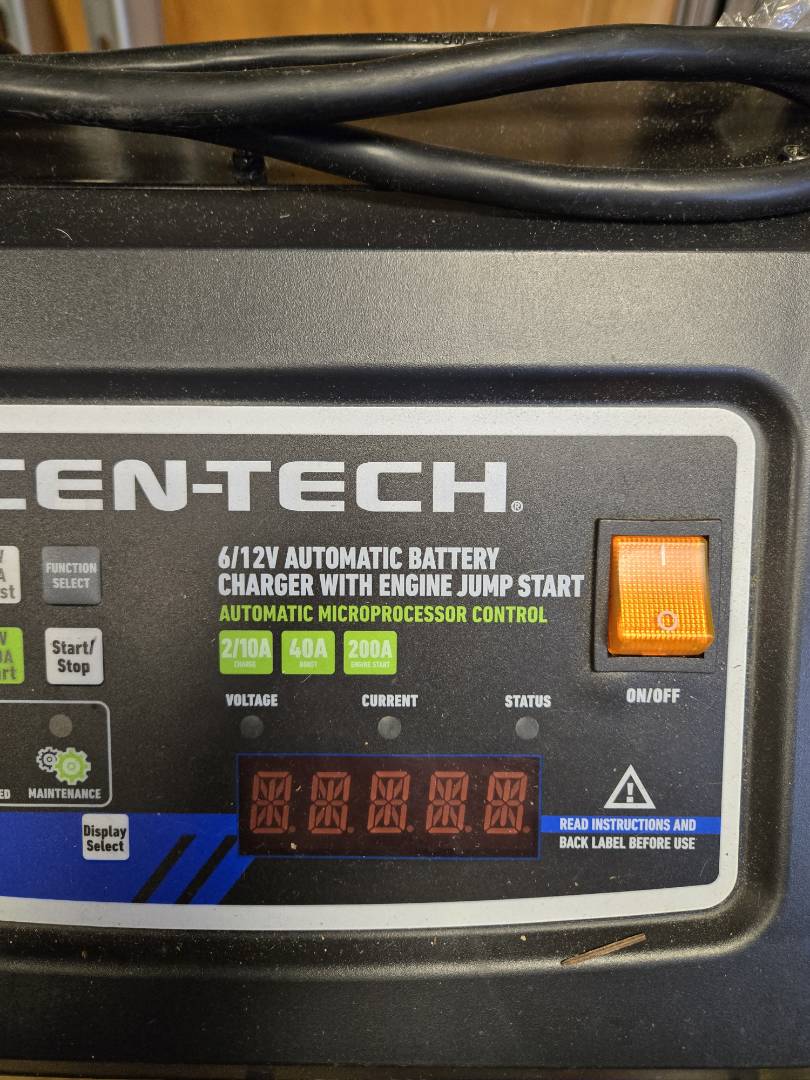 CEN-TECH®
6/12V AUTOMATIC BATTERY
CHARGER WITH ENGINE JUMP START
AUTOMATIC MICROPROCESSOR CONTROL
2/10A
CHARGE
40A
BOOST
200A
ENGINE START
FUNCTION
SELECT
Start/
Stop
VOLTAGE
CURRENT
STATUS
ON/OFF
MAINTENANCE
Display
Select
READ INSTRUCTIONS AND
BACK LABEL BEFORE USE